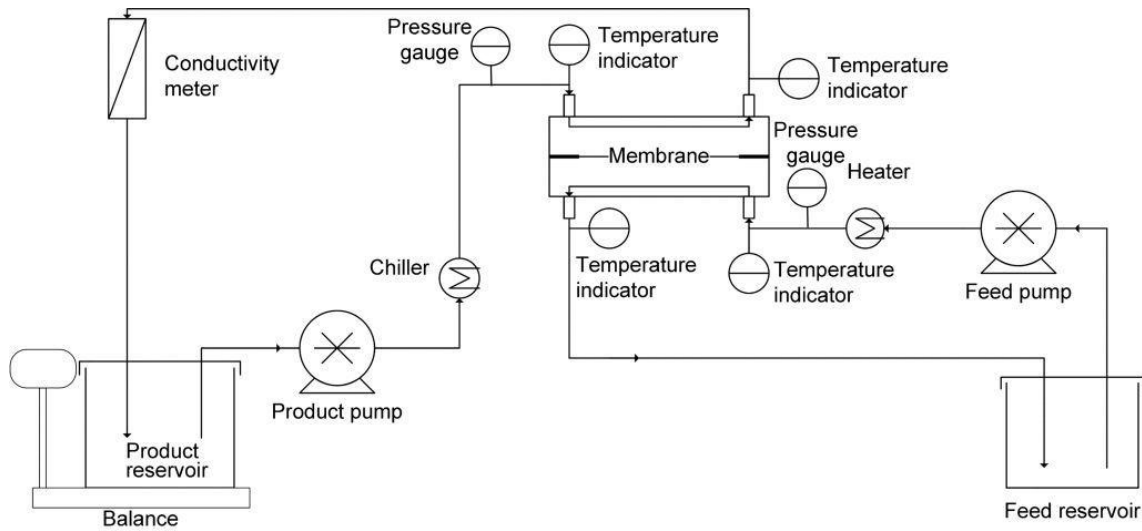 Pressure
gauge
Temperature
indicator
Temperature
indicator
Conductivity
meter
Pressure
gauge
Membrane
Heater
Chiller
Temperature
indicator
Temperature
indicator
Feed pump
Product pump
Product
reservoir
Balance
Feed reservoir